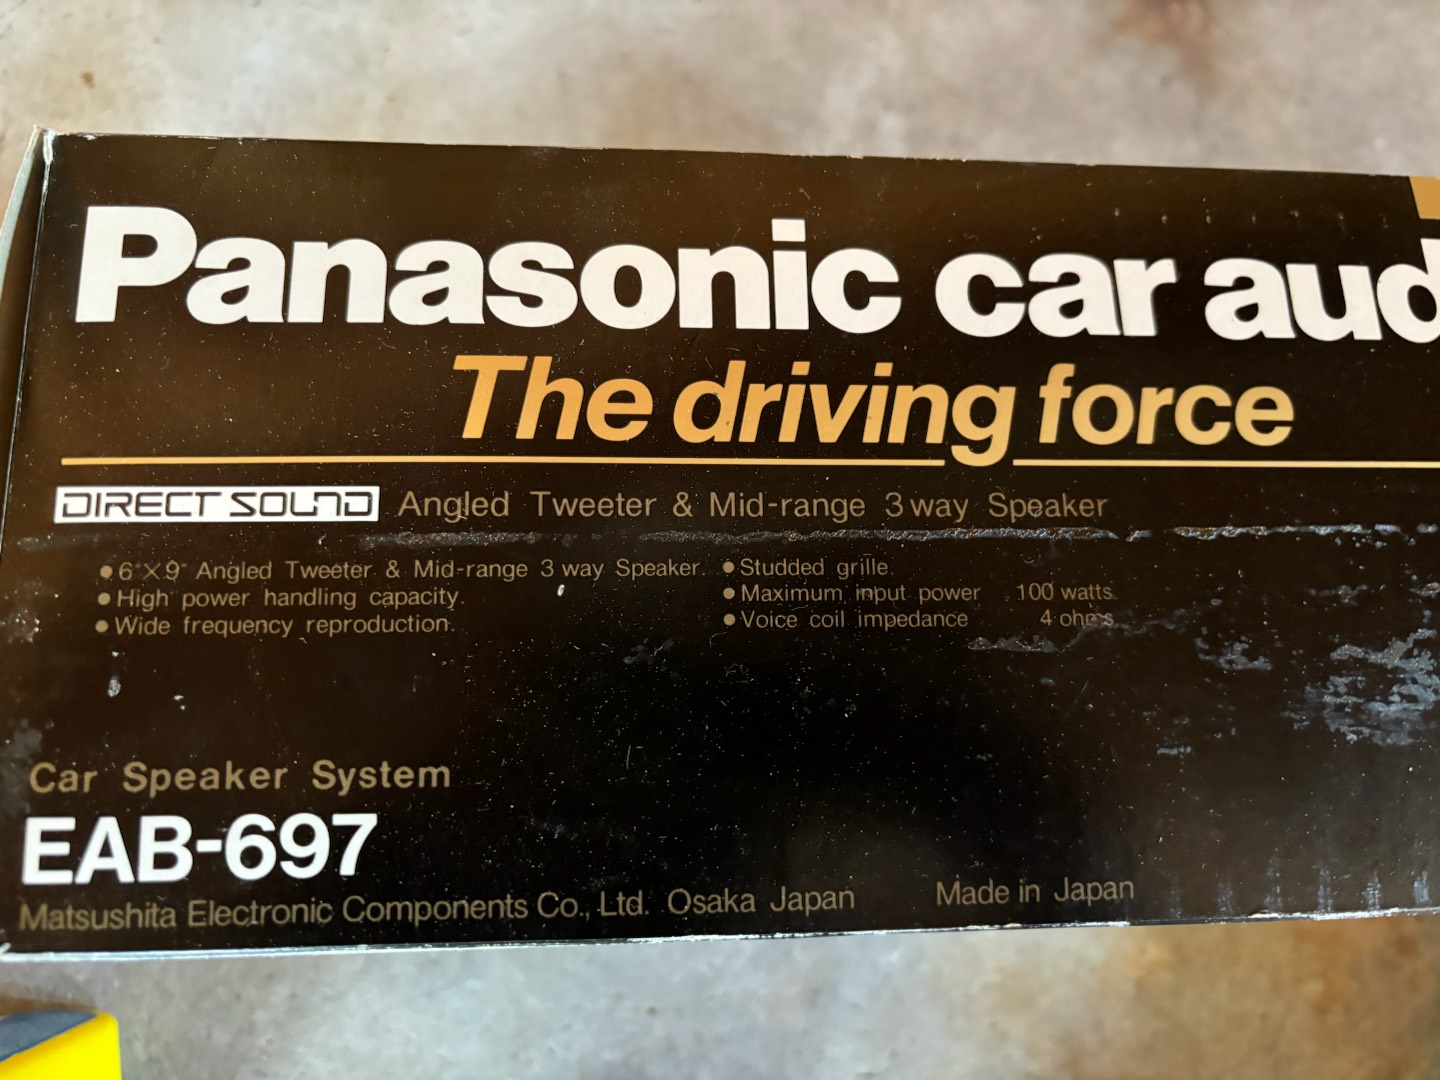 Panasonic car aud
The driving force
DIRECT SOUND Angled Tweeter & Mid-range 3 way Speaker
• 6"×9" Angled Tweeter & Mid-range 3 way Speaker.
• High power handling capacity.
• Wide frequency reproduction.
• Studded grille.
• Maximum input power 100 watts
• Voice coil impedance 4 ohms
Car Speaker System
EAB-697
Matsushita Electronic Components Co., Ltd. Osaka Japan Made in Japan